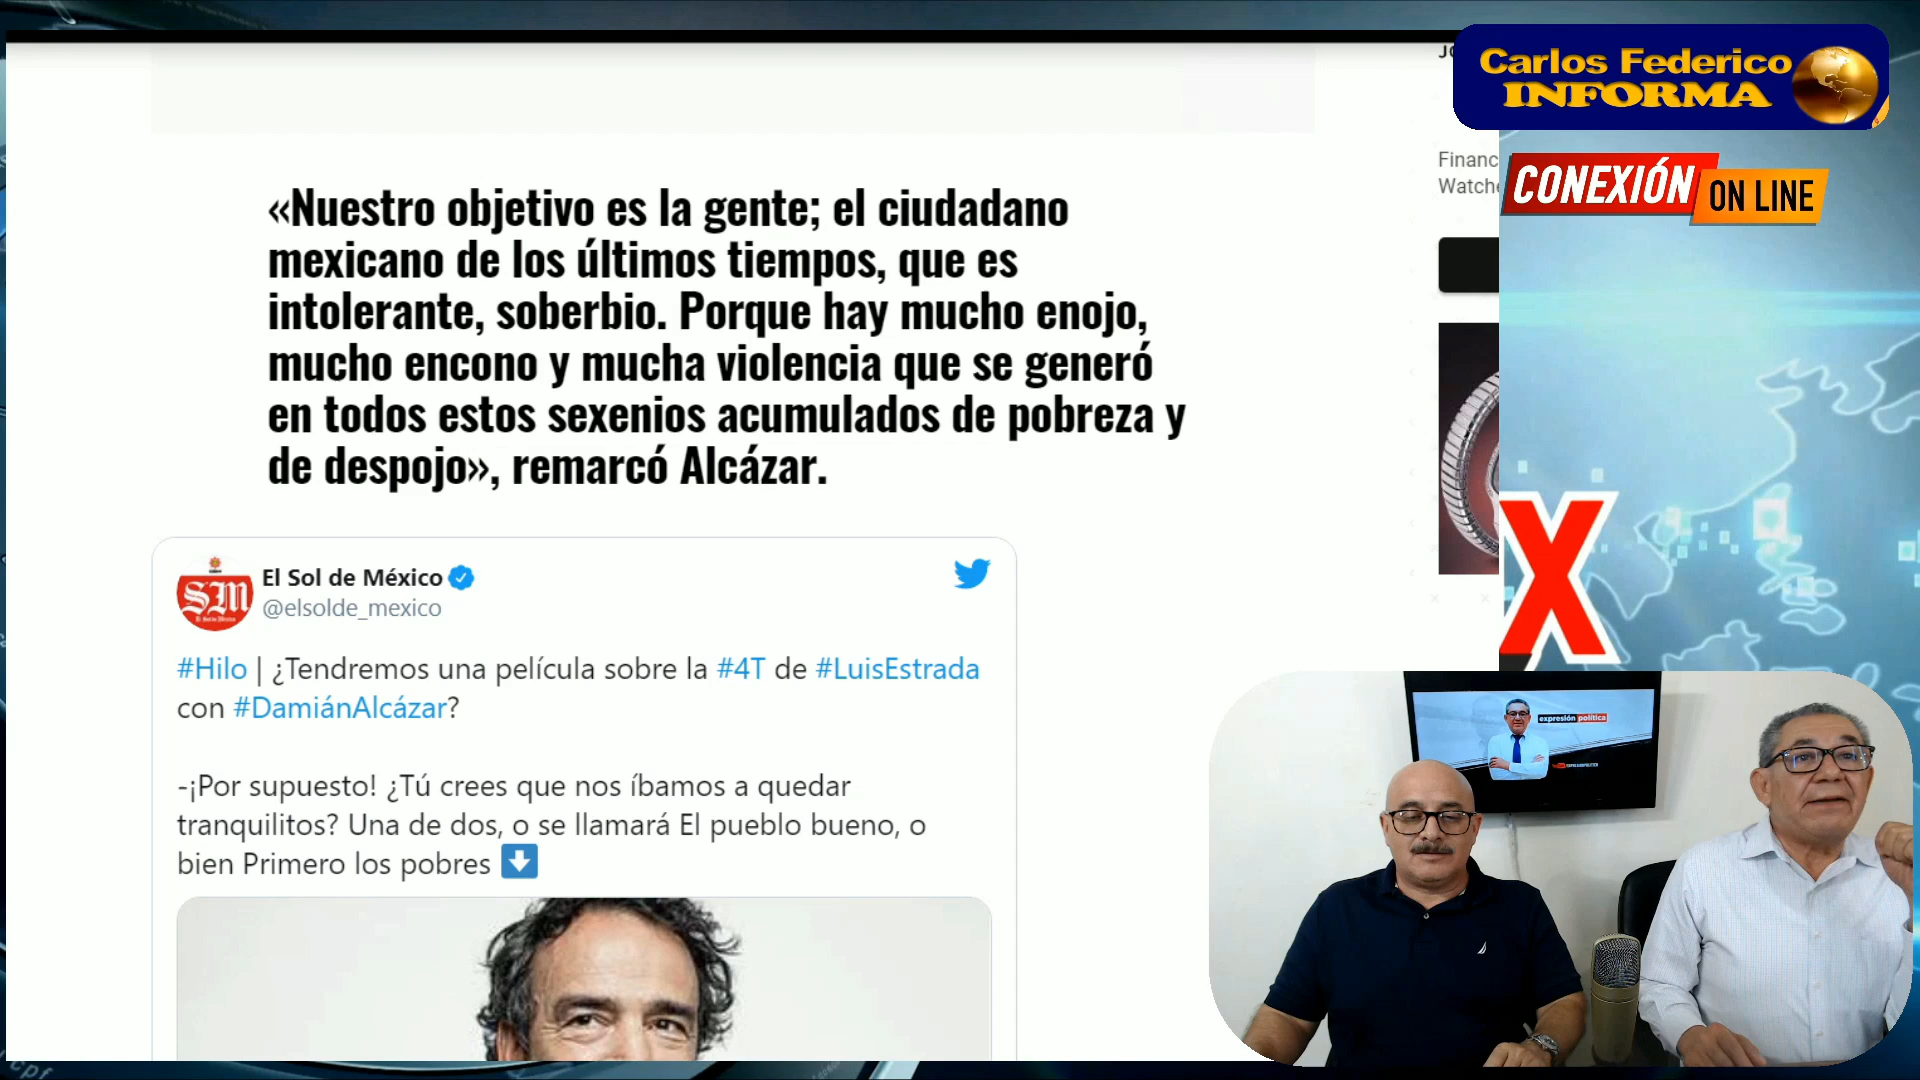 «Nuestro objetivo es la gente; el ciudadano
mexicano de los últimos tiempos, que es
intolerante, soberbio. Porque hay mucho enojo,
mucho encono y mucha violencia que se generó
en todos estos sexenios acumulados de pobreza y
de despojo», remarcó Alcázar.
El Sol de México
@elsolde_mexico
SM
#Hilo | ¿Tendremos una película sobre la #4T de #LuisEstrada
con #DamiánAlcázar?
-¡Por supuesto! ¿Tú crees que nos íbamos a quedar
tranquilitos? Una de dos, o se llamará El pueblo bueno, o
bien Primero los pobres
Financ
Watche
Carlos Federico
INFORMA
CONEXIÓN
ON LINE
X
expresión política